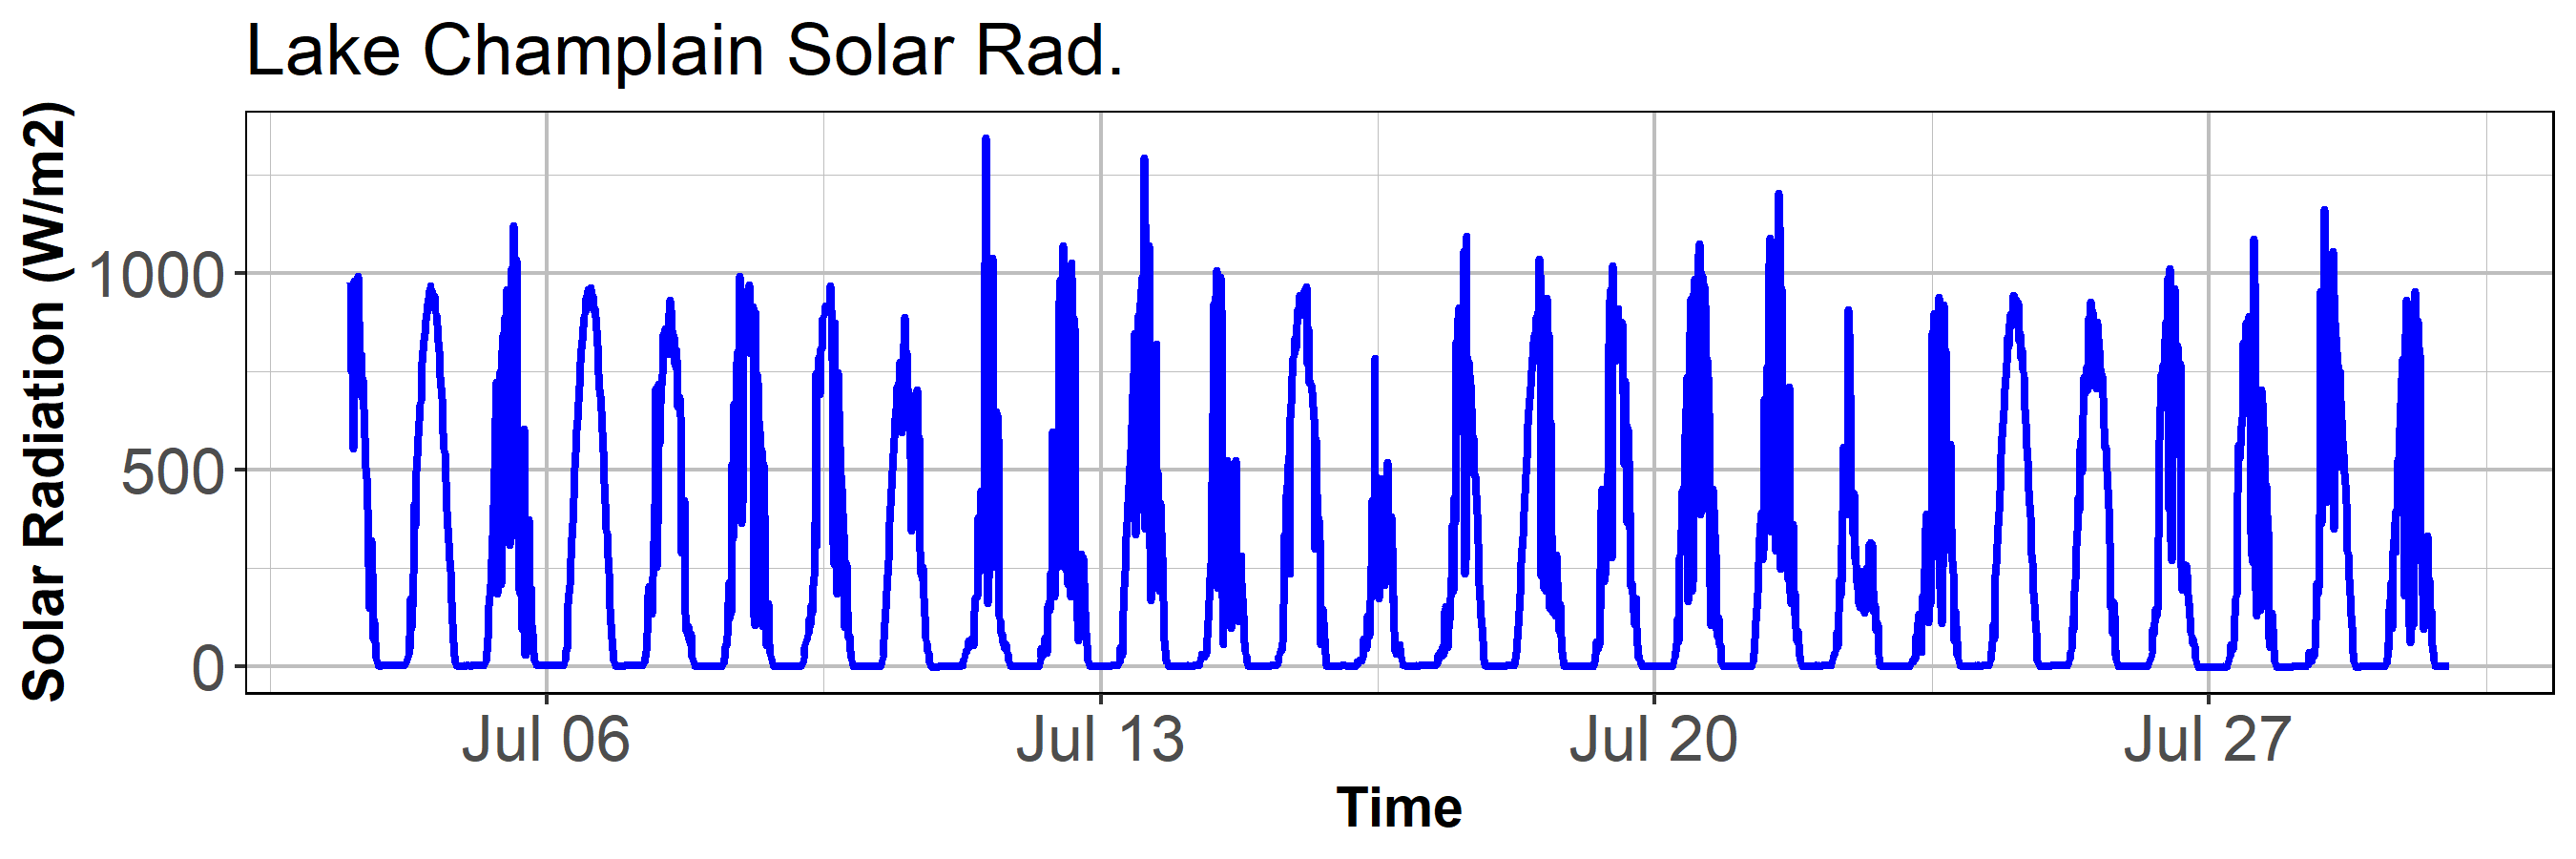 Lake Champlain Solar Rad.
Solar Radiation (W/m2)
1000
500
0
Jul 06
Jul 13
Jul 20
Jul 27
Time